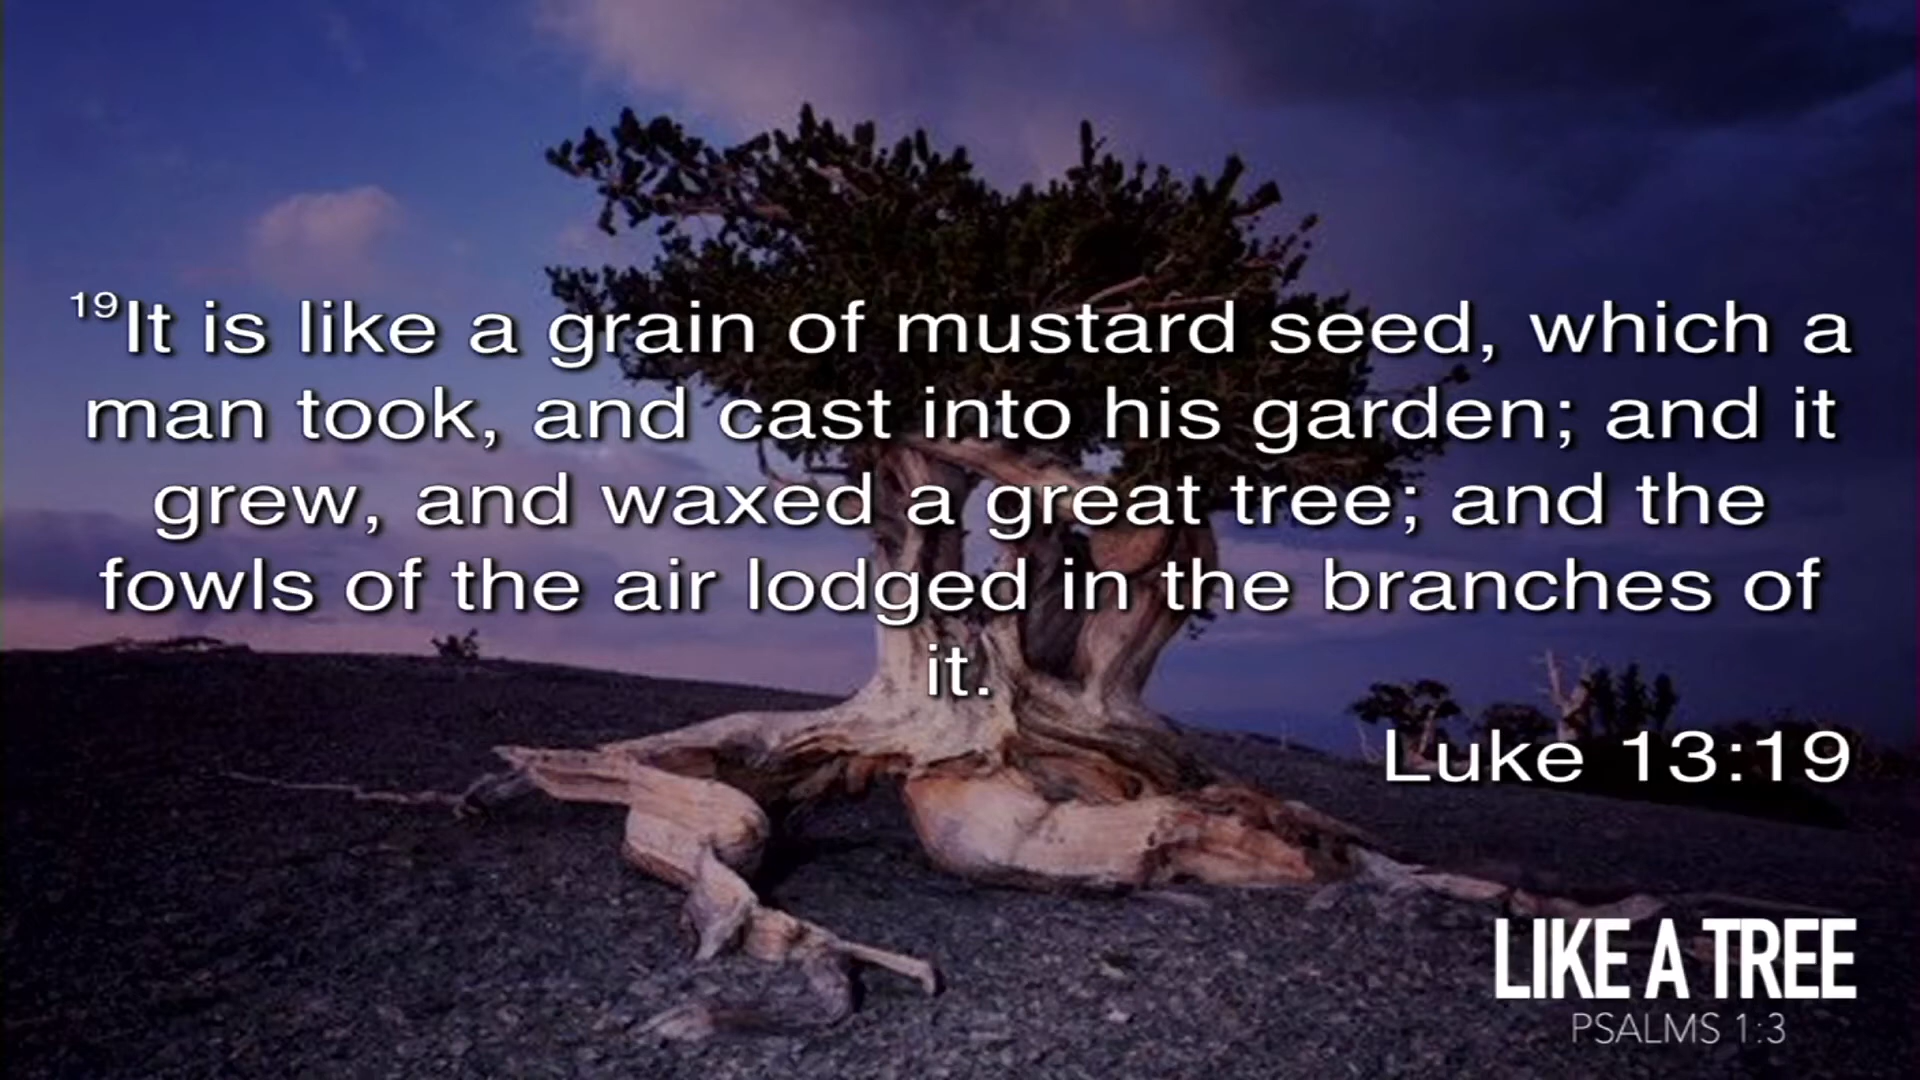 ¹⁹It is like a grain of mustard seed, which a
man took, and cast into his garden; and it
grew, and waxed a great tree; and the
fowls of the air lodged in the branches of
it.
Luke 13:19
LIKE A TREE
PSALMS 1:3